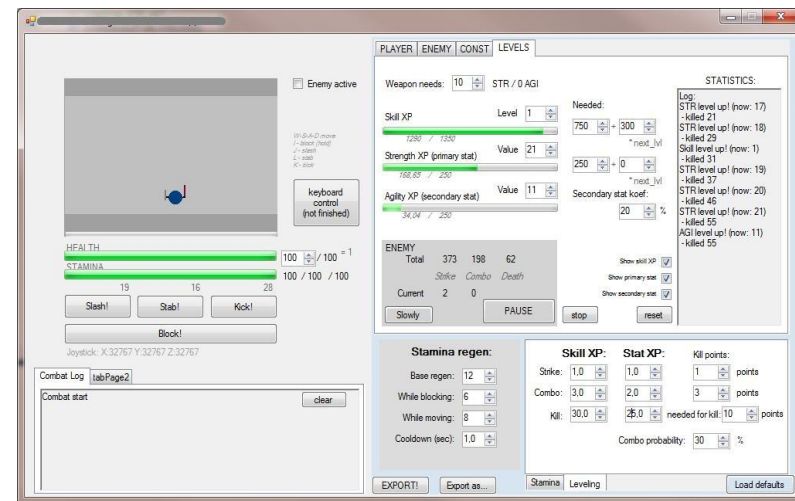 PLAYER ENEMY CONST LEVELS
Enemy active
W-S-A-D move
I - block (hold)
J - slash
L - stab
K - kick
keyboard
control
(not finished)
HEALTH
100 / 100 = 1
STAMINA
100 / 100 / 100
19 16 28
Slash! Stab! Kick!
Block!
Joystick: X:32767 Y:32767 Z:32767
Combat Log tabPage2
Combat start
clear
Weapon needs: 10 STR / 0 AGI
Skill XP Level 1
1290 / 1350
Strength XP (primary stat) Value 21
168,65 / 250
Agility XP (secondary stat) Value 11
34,04 / 250
Needed:
750 + 300
* next_lvl
250 + 0
* next_lvl
Secondary stat koef:
20 %
ENEMY
Total 373 198 62
Strike Combo Death
Current 2 0
Slowly PAUSE
Show skill XP
Show primary stat
Show secondary stat
stop reset
STATISTICS:
Log:
STR level up! (now: 17)
- killed 21
STR level up! (now: 18)
- killed 29
Skill level up! (now: 1)
- killed 31
STR level up! (now: 19)
- killed 37
STR level up! (now: 20)
- killed 46
STR level up! (now: 21)
- killed 55
AGI level up! (now: 11)
- killed 55
Stamina regen:
Base regen: 12
While blocking: 6
While moving: 8
Cooldown (sec): 1,0
EXPORT! Export as...
Skill XP: Stat XP: Kill points:
Strike: 1,0 1,0 1 points
Combo: 3,0 2,0 3 points
Kill: 30,0 25,0 needed for kill: 10 points
Combo probability: 30 %
Stamina Leveling
Load defaults